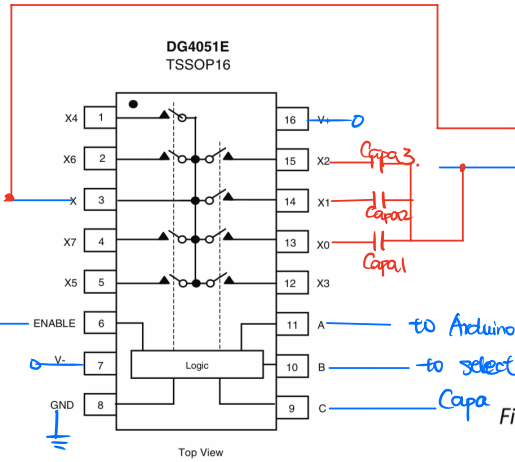 DG4051E
TSSOP16
X4 1 16 V+
X6 2 15 X2 Capa3.
X 3 14 X1 Capa2
X7 4 13 X0 Capa1
X5 5 12 X3
ENABLE 6 11 A to Arduino
V- 7 Logic 10 B to select
GND 8 9 C Capa
Fi
Top View